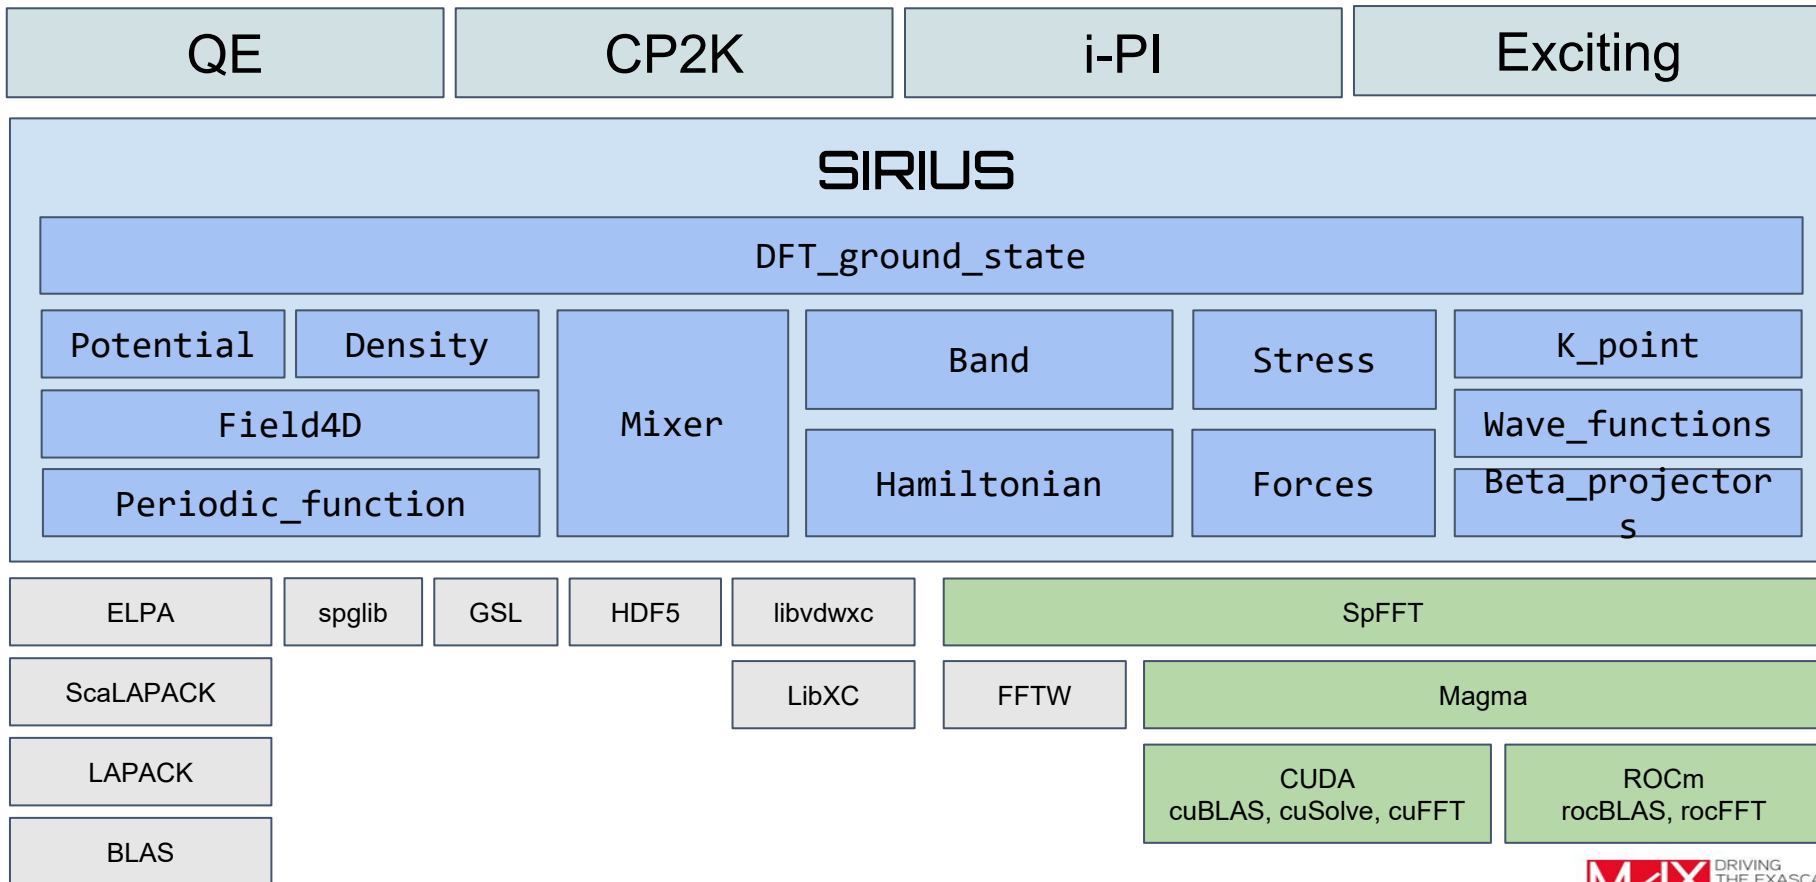 QE
CP2K
i-PI
Exciting
SIRIUS
DFT_ground_state
Potential
Density
Mixer
Band
Stress
K_point
Field4D
Wave_functions
Periodic_function
Hamiltonian
Forces
Beta_projector
s
ELPA
spglib
GSL
HDF5
libvdwxc
SpFFT
ScaLAPACK
LibXC
FFTW
Magma
LAPACK
CUDA
cuBLAS, cuSolve, cuFFT
ROCm
rocBLAS, rocFFT
BLAS
DRIVING